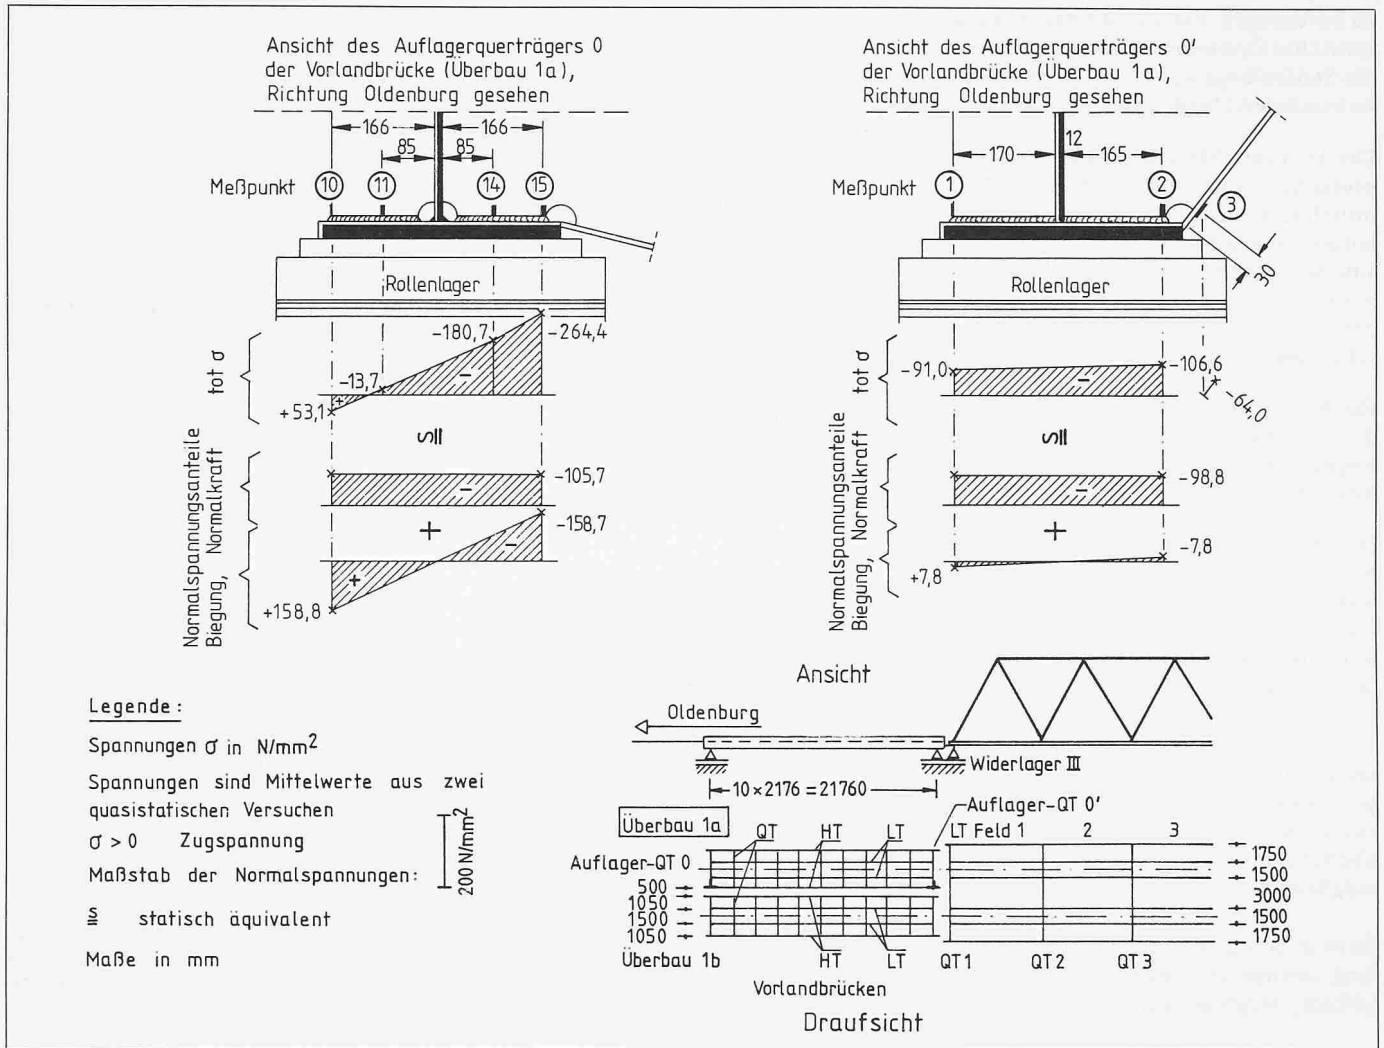 Ansicht des Auflagerquerträgers 0
der Vorlandbrücke (Überbau 1a),
Richtung Oldenburg gesehen
166
166
85
85
Meßpunkt
10
11
14
15
Rollenlager
-180,7
-264,4
-13,7
+53,1
tot σ
-
+
≙
-105,7
-
+
-158,7
-
+
+158,8
Normalspannungsanteile
Biegung, Normalkraft
Ansicht des Auflagerquerträgers 0'
der Vorlandbrücke (Überbau 1a),
Richtung Oldenburg gesehen
12
170
165
Meßpunkt
1
2
3
30
Rollenlager
tot σ
-91,0
-106,6
-64,0
-
-98,8
-
+
-7,8
+7,8
Normalspannungsanteile
Biegung, Normalkraft
Legende:
Spannungen σ in N/mm²
Spannungen sind Mittelwerte aus zwei
quasistatischen Versuchen
σ > 0 Zugspannung
Maßstab der Normalspannungen:
200 N/mm²
s statisch äquivalent
Maße in mm
Ansicht
Oldenburg
Widerlager III
10 × 2176 = 21760
Auflager-QT 0'
Überbau 1a
QT
HT
LT
LT Feld 1
2
3
Auflager-QT 0
500
1050
1500
1050
1750
1500
3000
1500
1750
Überbau 1b
HT
LT
QT 1
QT 2
QT 3
Vorlandbrücken
Draufsicht